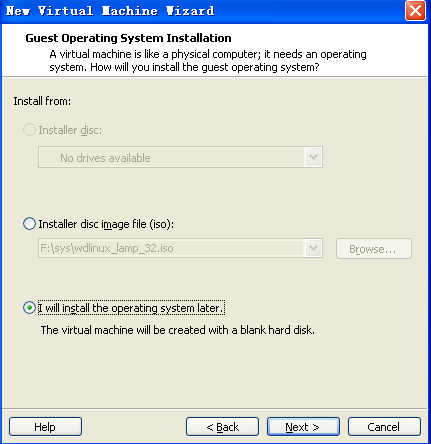 New Virtual Machine Wizard
Guest Operating System Installation
A virtual machine is like a physical computer; it needs an operating
system. How will you install the guest operating system?
Install from:
Installer disc:
No drives available
Installer disc image file (iso):
F:\sys\wdlinux_lamp_32.iso
Browse...
I will install the operating system later.
The virtual machine will be created with a blank hard disk.
Help
< Back
Next >
Cancel